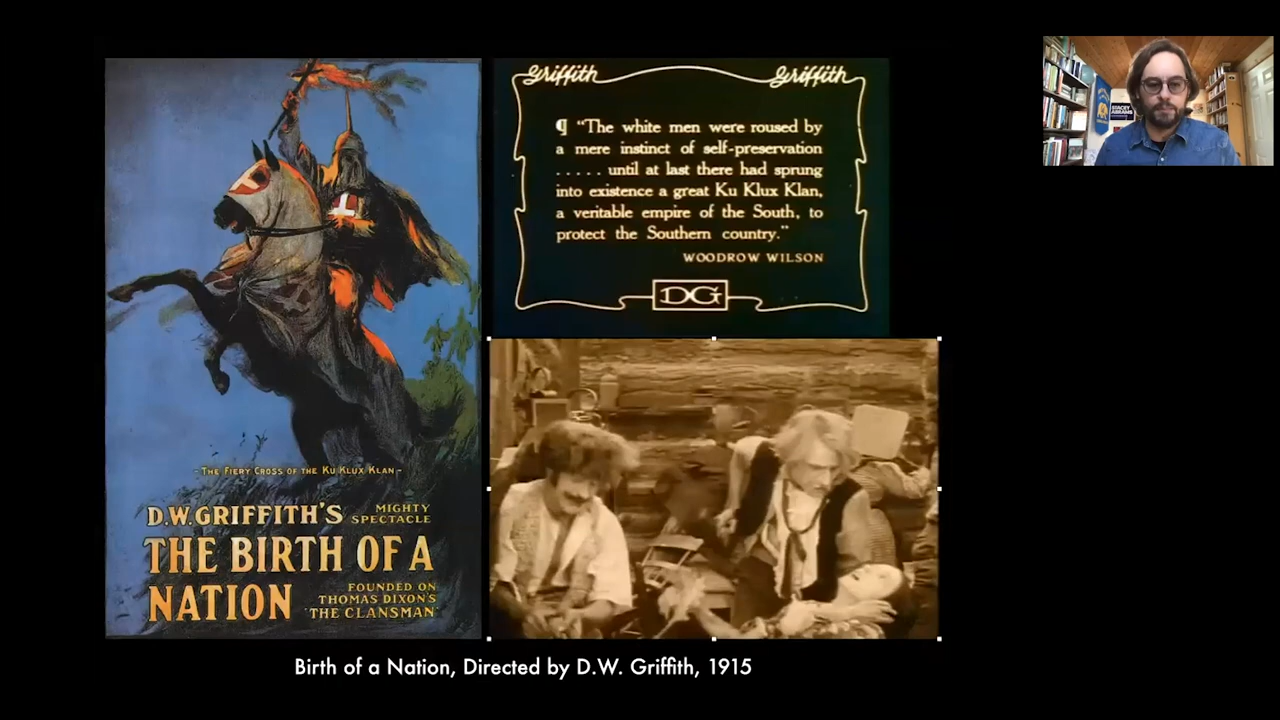 - The Fiery Cross of the Ku Klux Klan -
D.W. GRIFFITH'S
MIGHTY
SPECTACLE
THE BIRTH OF A
NATION
FOUNDED ON
THOMAS DIXON'S
"THE CLANSMAN"
Griffith Griffith
¶ "The white men were roused by
a mere instinct of self-preservation
. . . . . until at last there had sprung
into existence a great Ku Klux Klan,
a veritable empire of the South, to
protect the Southern country."
WOODROW WILSON
DG
Birth of a Nation, Directed by D.W. Griffith, 1915
STACEY
ABRAMS